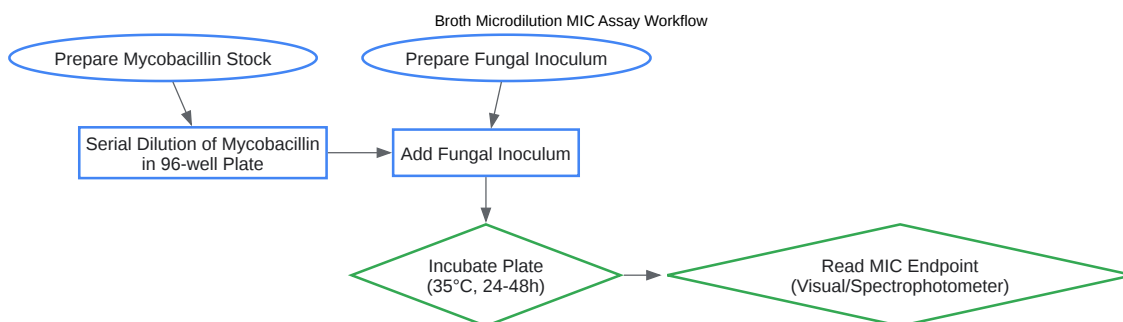 Broth Microdilution MIC Assay Workflow
Prepare Mycobacillin Stock
Prepare Fungal Inoculum
Serial Dilution of Mycobacillin
in 96-well Plate
Add Fungal Inoculum
Incubate Plate
(35°C, 24-48h)
Read MIC Endpoint
(Visual/Spectrophotometer)